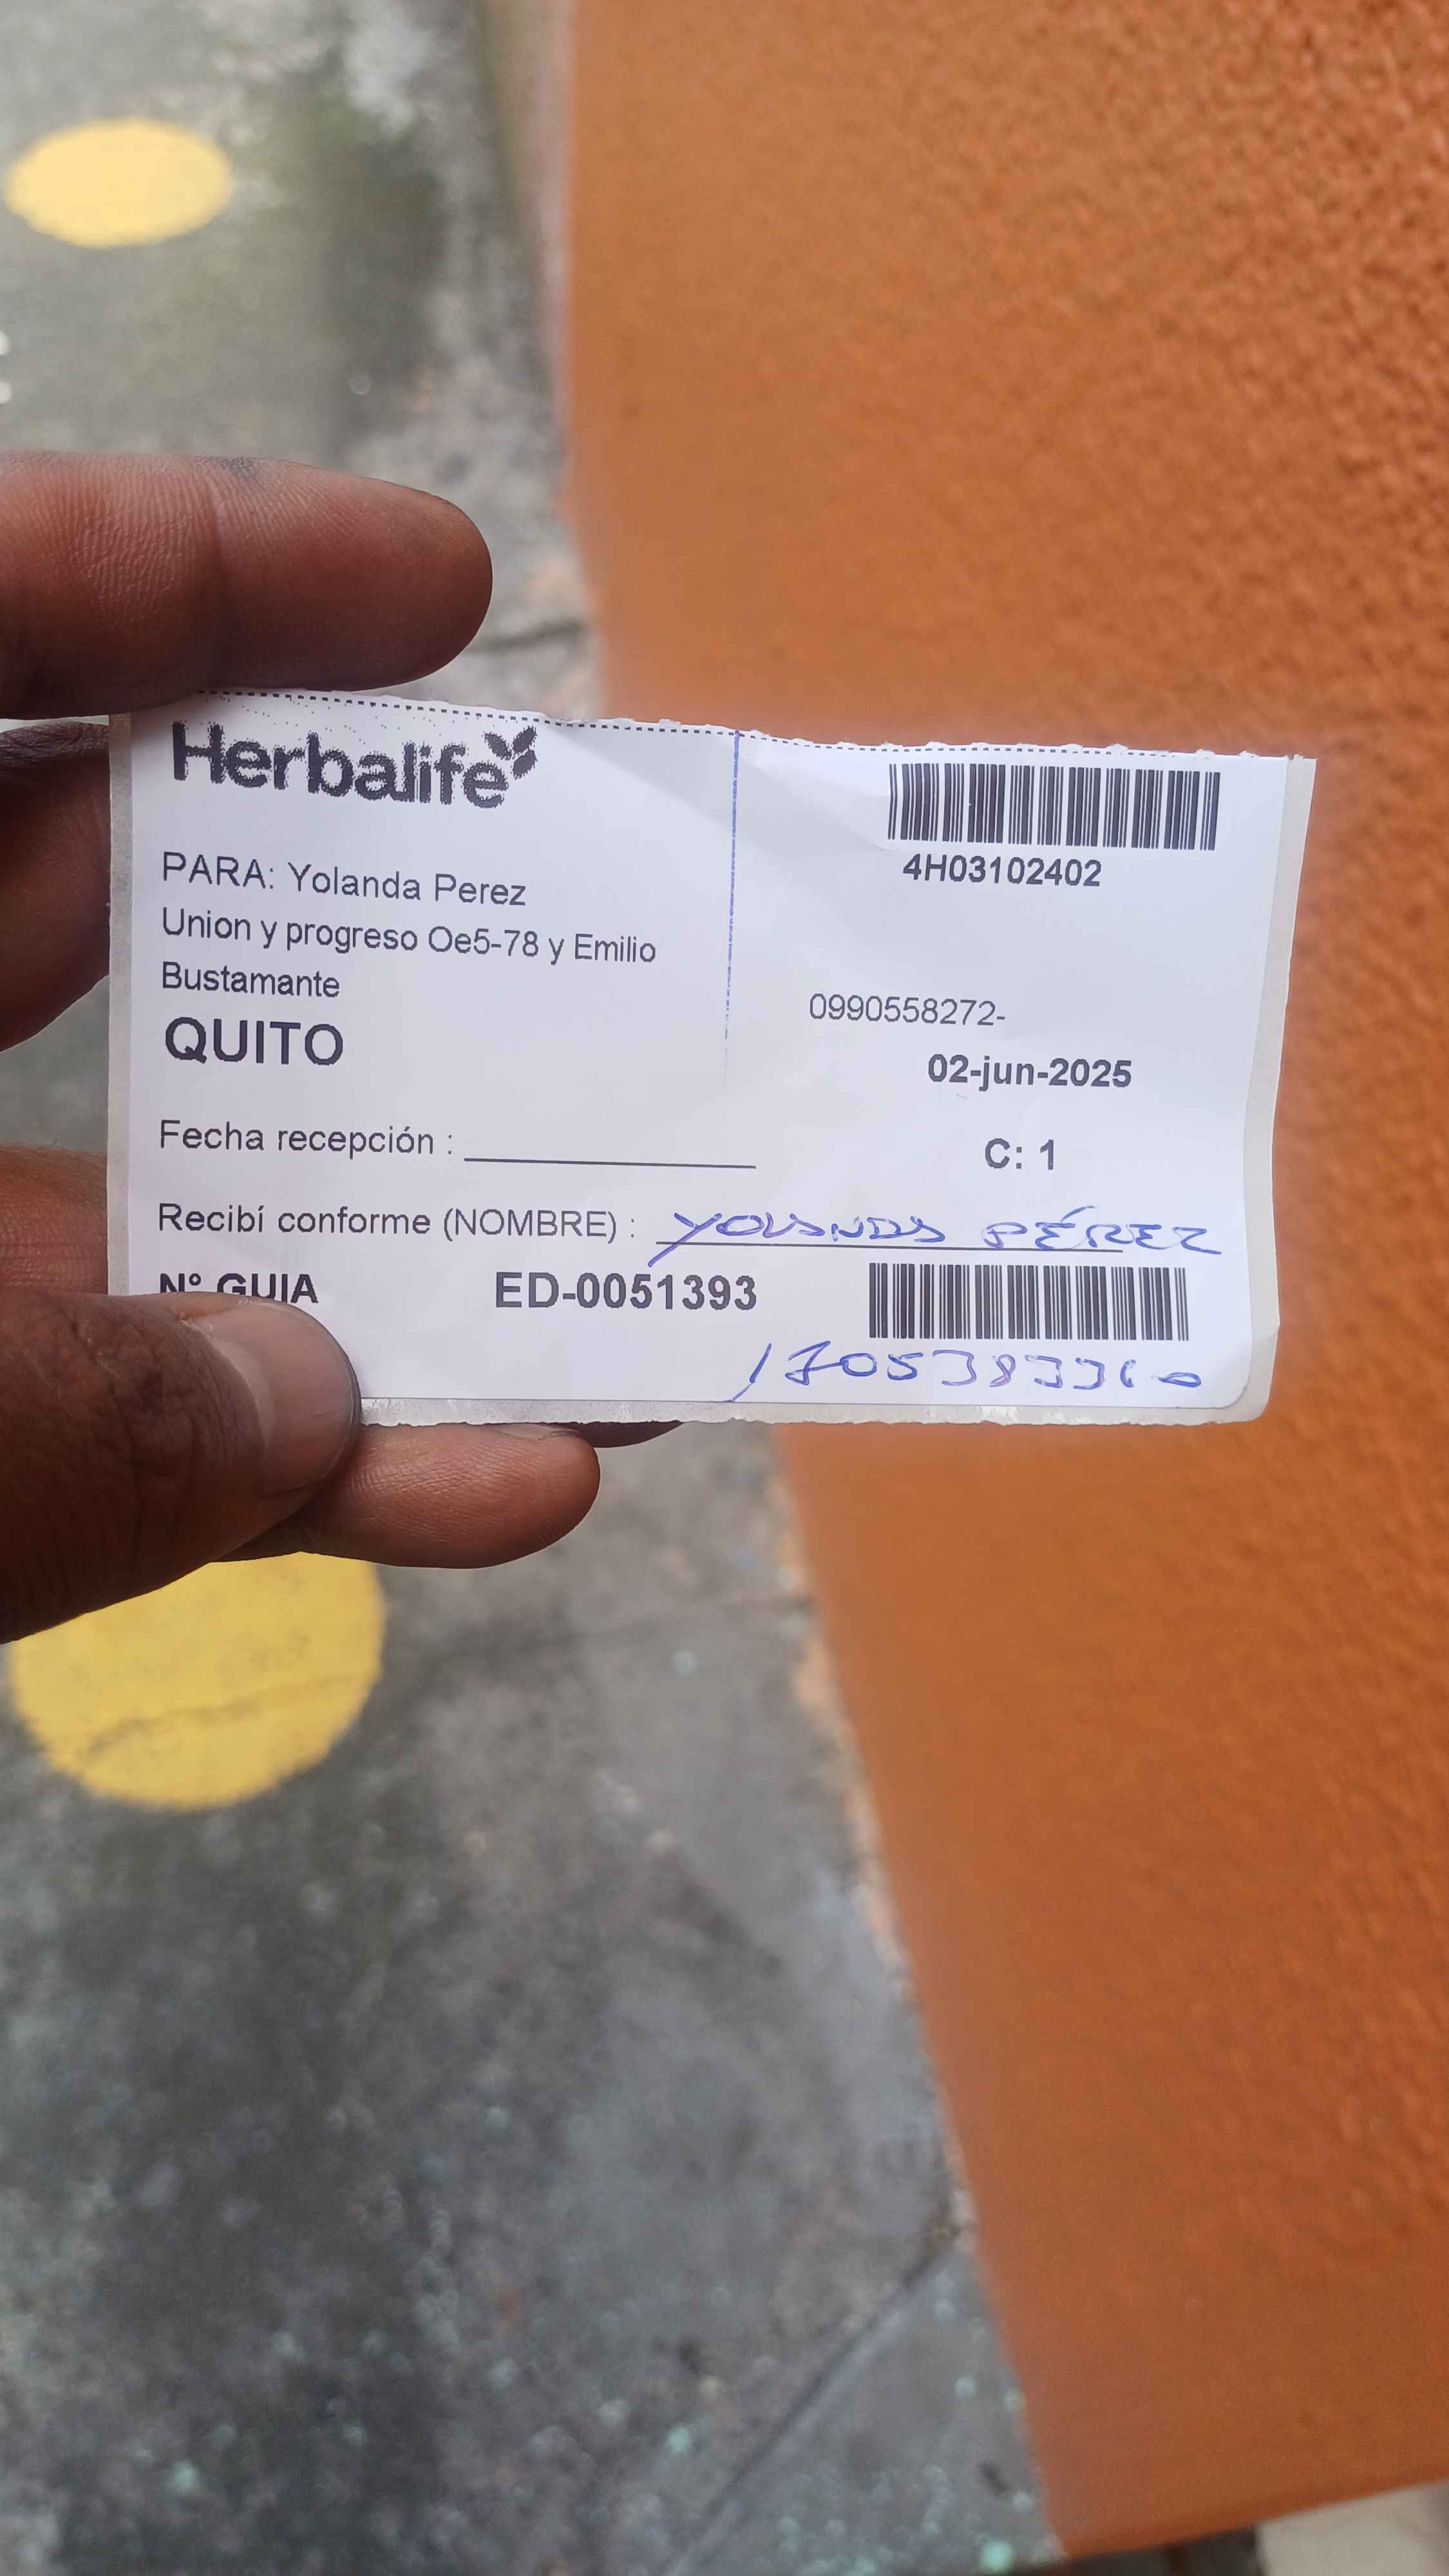 Herbalife
4H03102402
PARA: Yolanda Perez
Union y progreso Oe5-78 y Emilio
Bustamante
QUITO
0990558272-
02-jun-2025
Fecha recepción :
C: 1
Recibí conforme (NOMBRE) : YOLANDA PÉREZ
N° GUIA ED-0051393